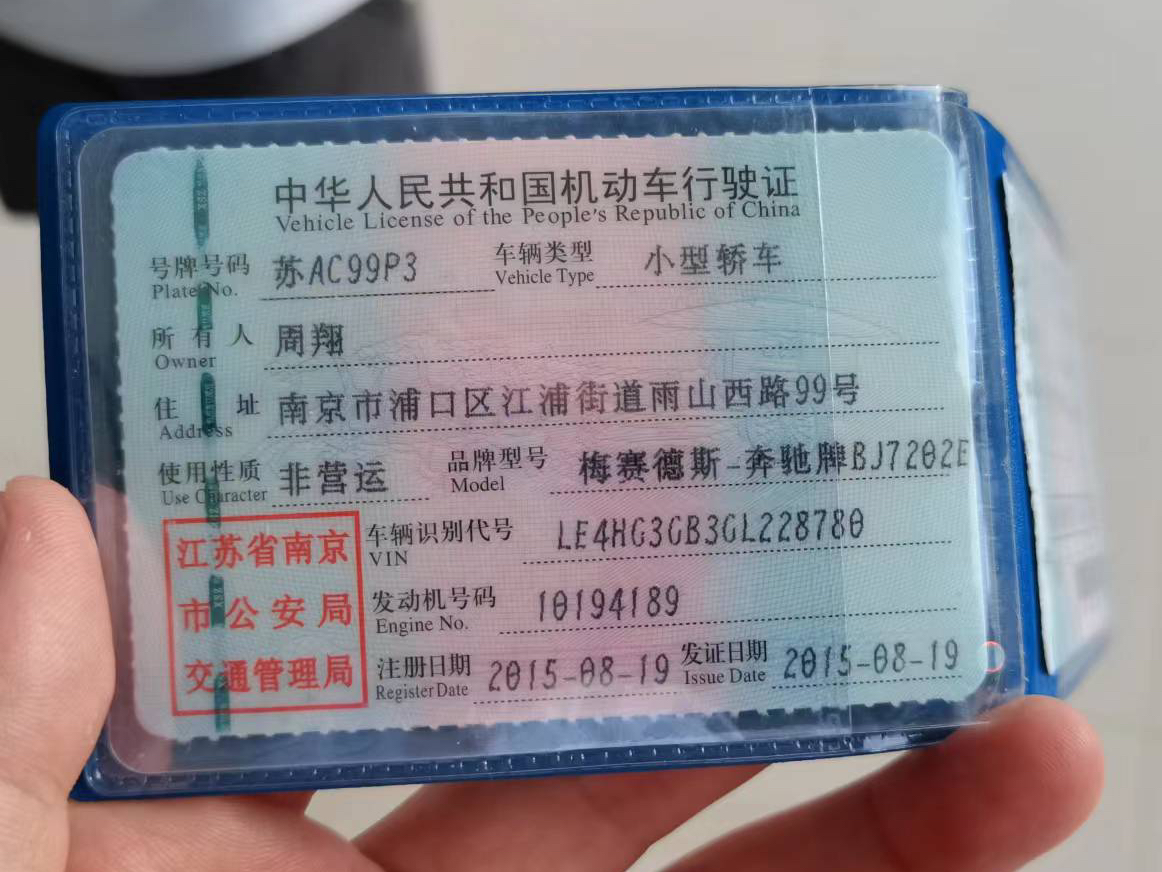 中华人民共和国机动车行驶证
Vehicle License of the People's Republic of China
号牌号码 苏AC99P3 车辆类型 小型轿车
Plate No. Vehicle Type
所有人 周翔
Owner
住址 南京市浦口区江浦街道雨山西路99号
Address
使用性质 非营运 品牌型号 梅赛德斯-奔驰牌BJ7202E
Use Character Model
江苏省南京
市公安局
交通管理局
车辆识别代号 LE4HG3GB3GL228780
VIN
发动机号码 10194189
Engine No.
注册日期 2015-08-19 发证日期 2015-08-19
Register Date Issue Date